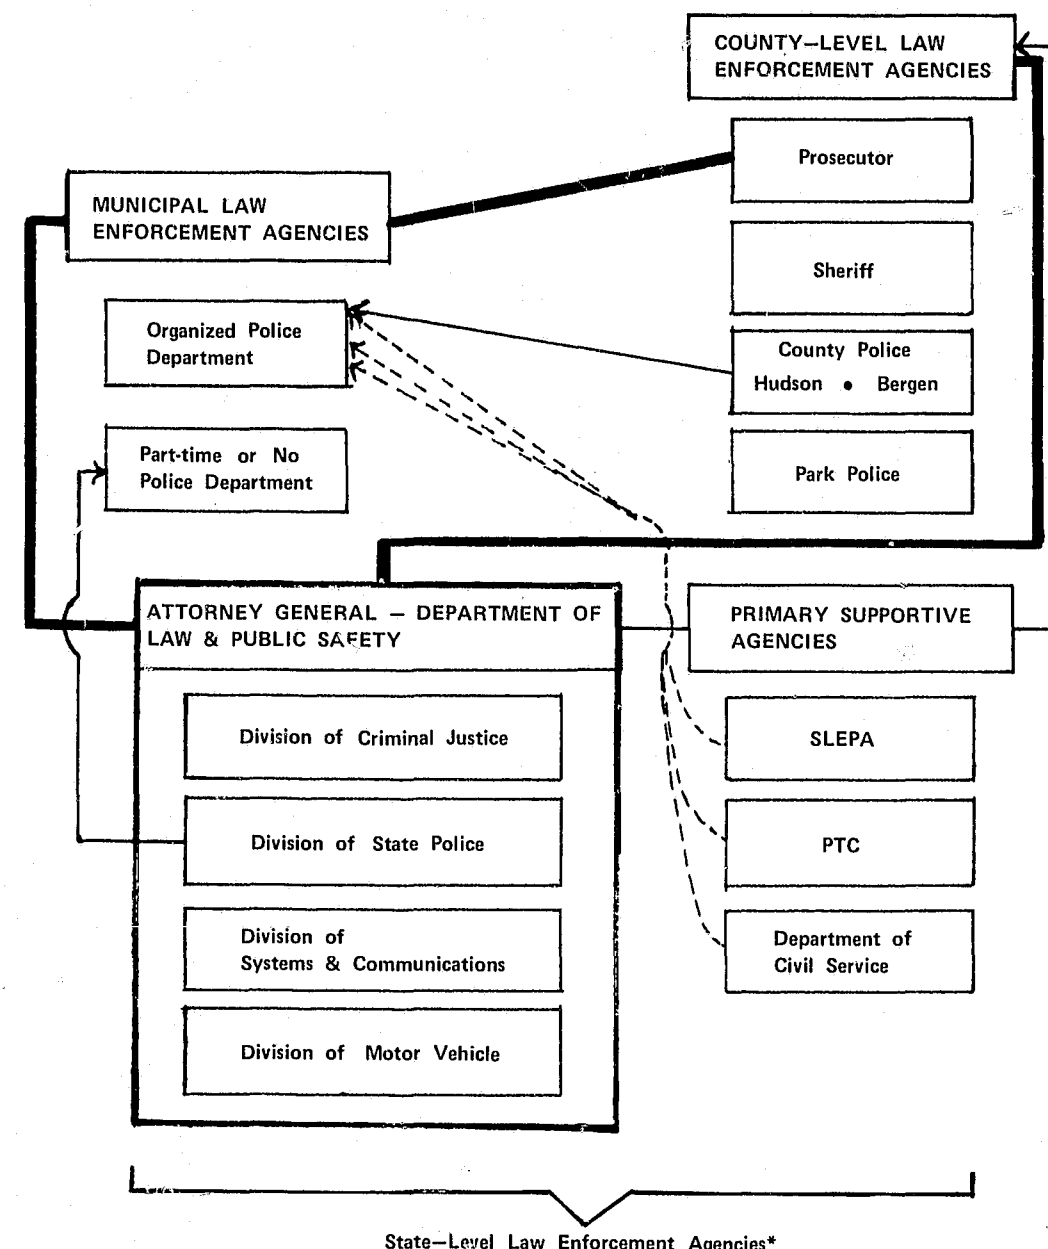 COUNTY–LEVEL LAW
ENFORCEMENT AGENCIES
Prosecutor
MUNICIPAL LAW
ENFORCEMENT AGENCIES
Sheriff
Organized Police
Department
County Police
Hudson • Bergen
Part-time or No
Police Department
Park Police
ATTORNEY GENERAL – DEPARTMENT OF
LAW & PUBLIC SAFETY
PRIMARY SUPPORTIVE
AGENCIES
Division of Criminal Justice
SLEPA
Division of State Police
PTC
Division of
Systems & Communications
Department of
Civil Service
Division of Motor Vehicle
State–Level Law Enforcement Agencies*